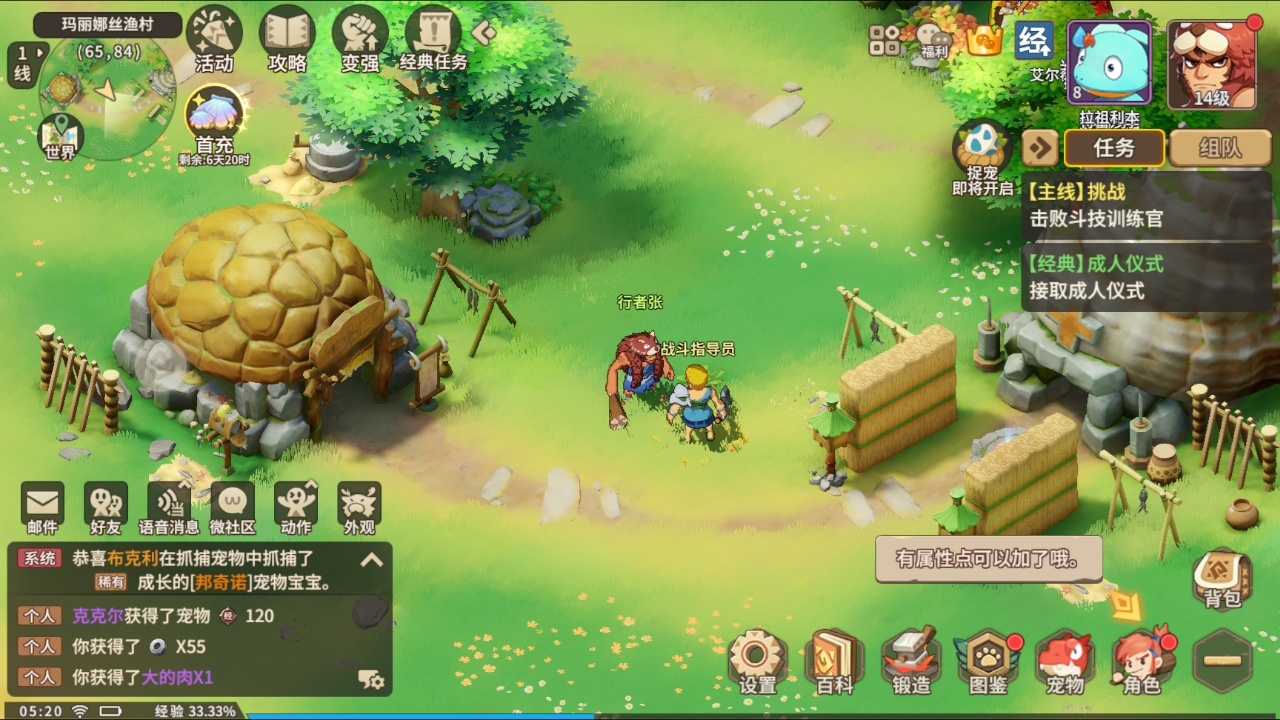 玛丽娜丝渔村
(65,84)
1
线
世界
活动
攻略
变强
经典任务
首充
剩余:6天20时
福利
经
8
拉祖利本
14级
捉宠
即将开启
任务
组队
【主线】挑战
击败斗技训练官
【经典】成人仪式
接取成人仪式
行者张
战斗指导员
邮件
好友
语音消息
微社区
动作
外观
系统 恭喜布克利在抓捕宠物中抓捕了
稀有 成长的[邦奇诺]宠物宝宝。
个人 克克尔获得了宠物 经 120
个人 你获得了 X55
个人 你获得了大的肉X1
有属性点可以加了哦。
背包
设置
百科
锻造
图鉴
宠物
角色
05:20
经验 33.33%